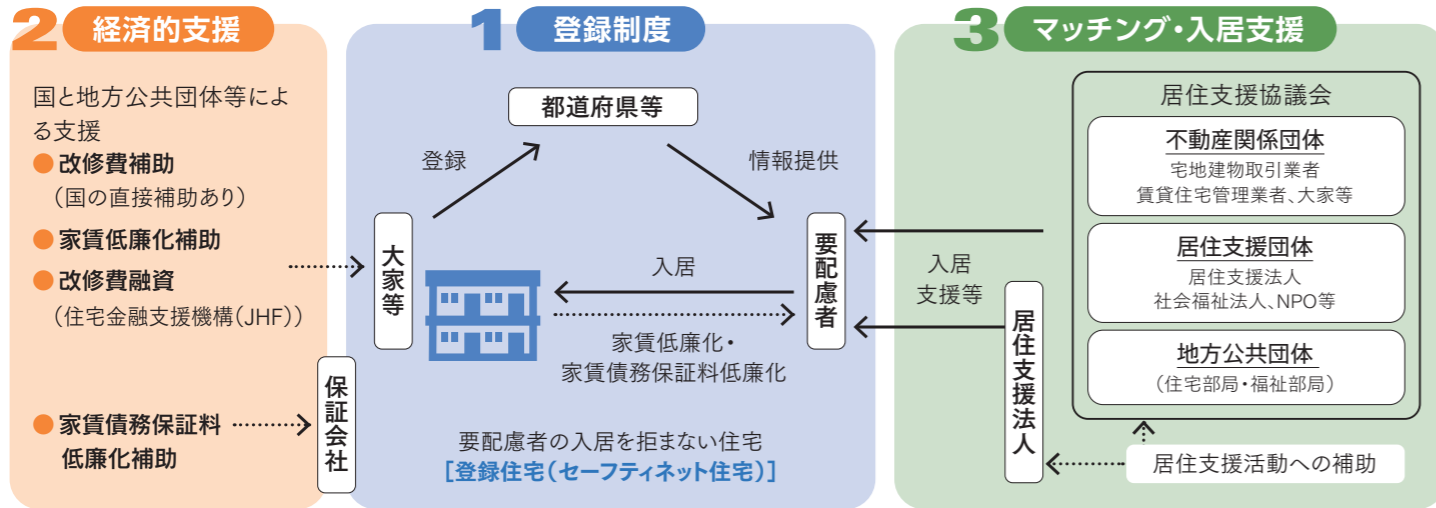 2 経済的支援
国と地方公共団体等によ
る支援
● 改修費補助
（国の直接補助あり）
● 家賃低廉化補助
● 改修費融資
（住宅金融支援機構（JHF））
● 家賃債務保証料
低廉化補助
保証会社
1 登録制度
都道府県等
登録
情報提供
大家等
要配慮者
入居
家賃低廉化・
家賃債務保証料低廉化
要配慮者の入居を拒まない住宅
［登録住宅（セーフティネット住宅）］
3 マッチング・入居支援
入居
支援等
居住支援法人
居住支援協議会
不動産関係団体
宅地建物取引業者
賃貸住宅管理業者、大家等
居住支援団体
居住支援法人
社会福祉法人、NPO等
地方公共団体
（住宅部局・福祉部局）
居住支援活動への補助